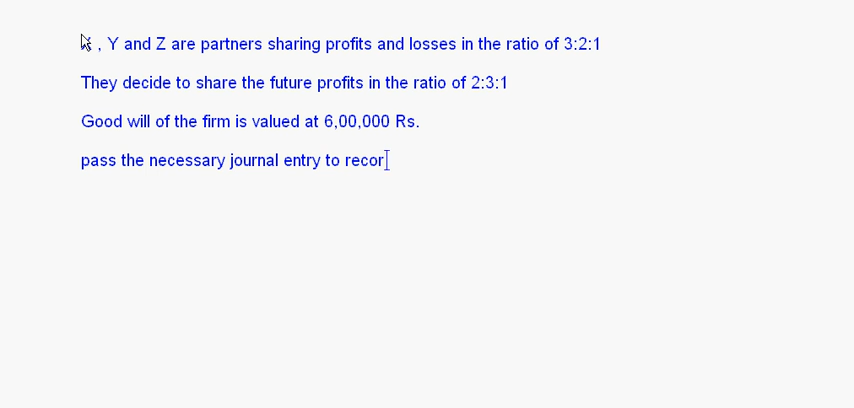 , Y and Z are partners sharing profits and losses in the ratio of 3:2:1
They decide to share the future profits in the ratio of 2:3:1
Good will of the firm is valued at 6,00,000 Rs.
pass the necessary journal entry to recor